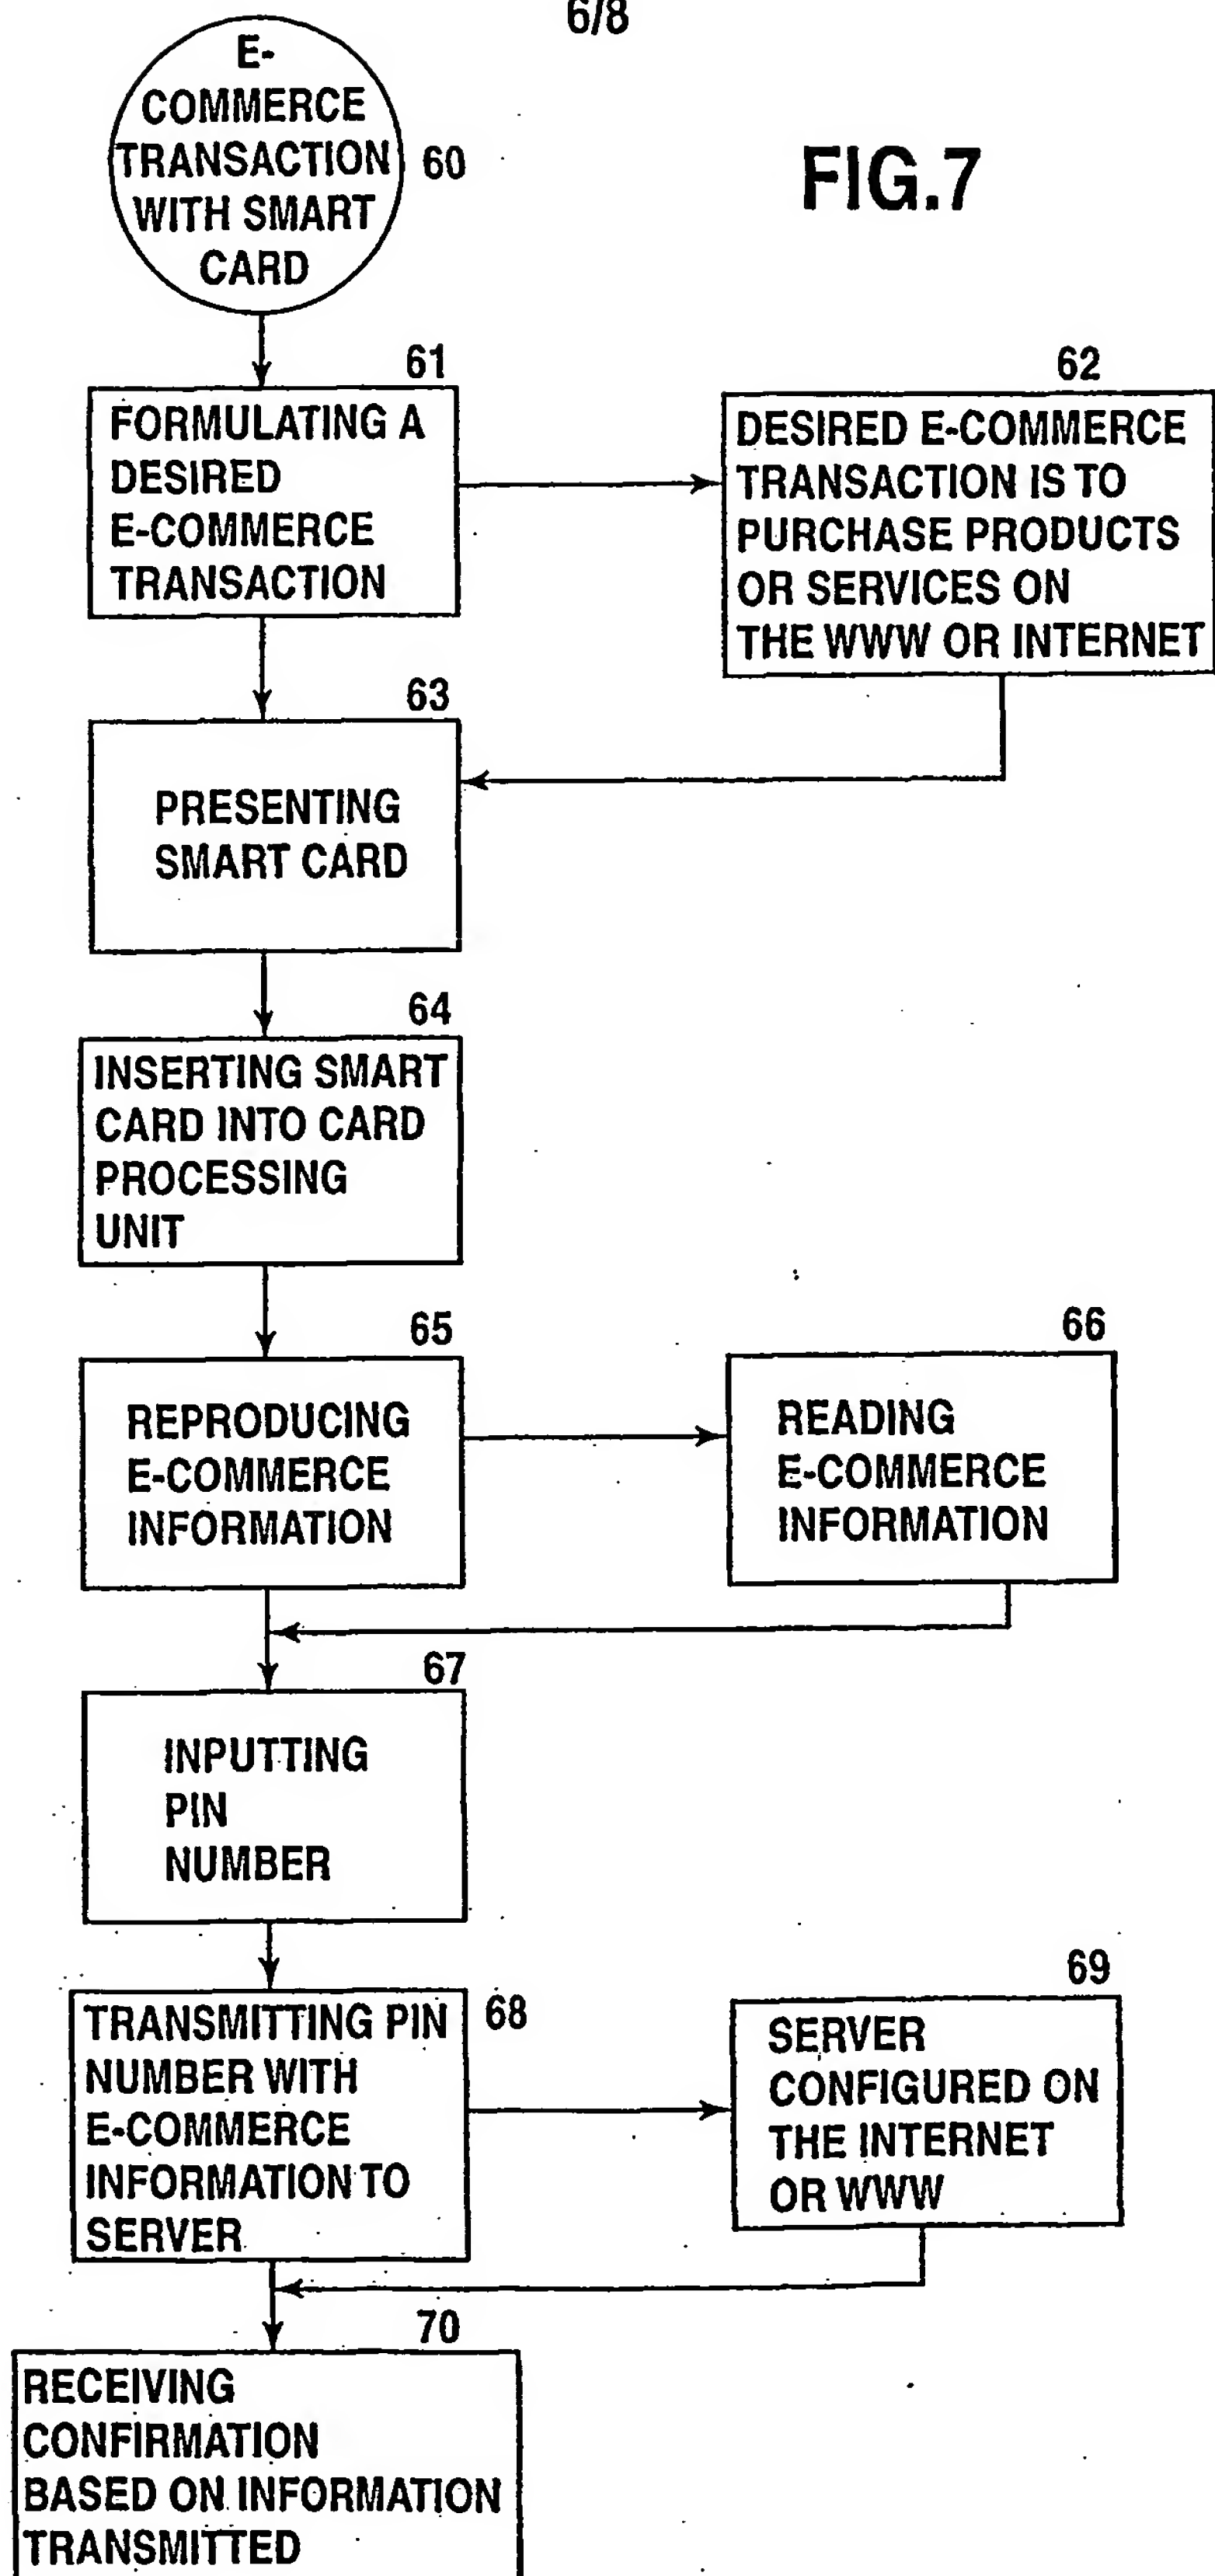 6/8
E-
COMMERCE
TRANSACTION
WITH SMART
CARD
60
FIG.7
61
FORMULATING A
DESIRED
E-COMMERCE
TRANSACTION
62
DESIRED E-COMMERCE
TRANSACTION IS TO
PURCHASE PRODUCTS
OR SERVICES ON
THE WWW OR INTERNET
63
PRESENTING
SMART CARD
64
INSERTING SMART
CARD INTO CARD
PROCESSING
UNIT
65
REPRODUCING
E-COMMERCE
INFORMATION
66
READING
E-COMMERCE
INFORMATION
67
INPUTTING
PIN
NUMBER
68
TRANSMITTING PIN
NUMBER WITH
E-COMMERCE
INFORMATION TO
SERVER
69
SERVER
CONFIGURED ON
THE INTERNET
OR WWW
70
RECEIVING
CONFIRMATION
BASED ON INFORMATION
TRANSMITTED